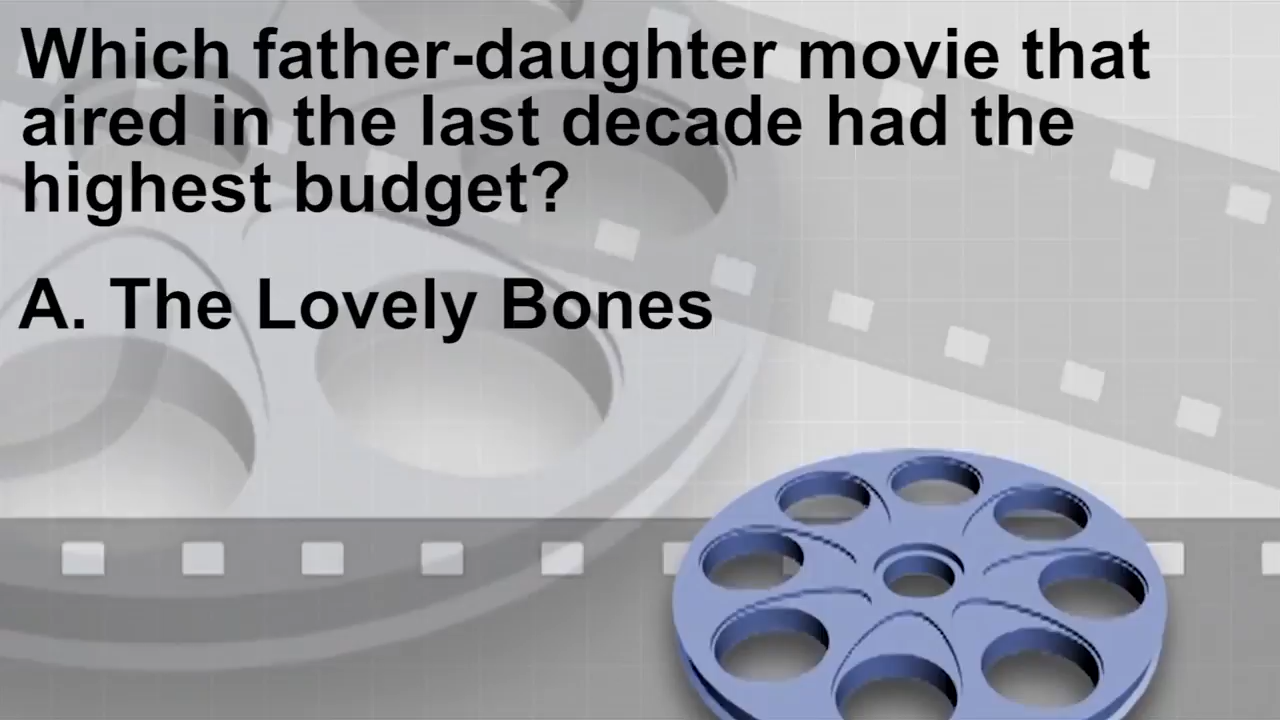 Which father-daughter movie that
aired in the last decade had the
highest budget?
A. The Lovely Bones